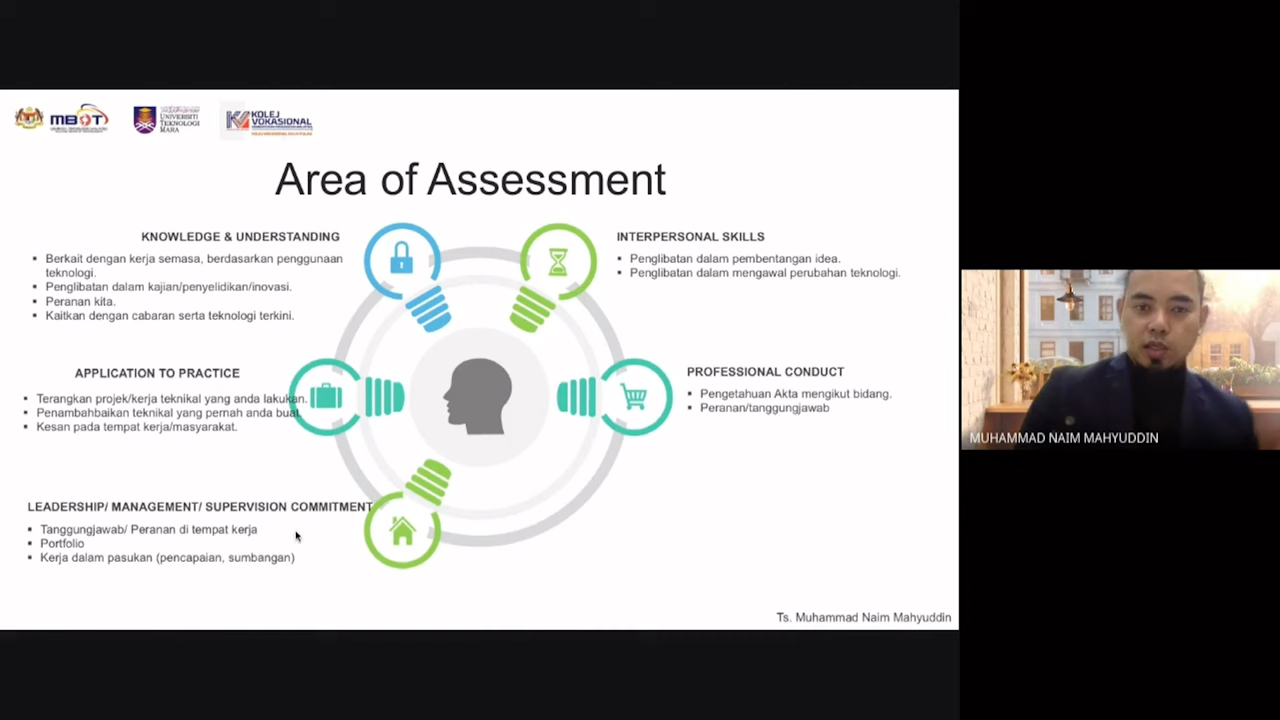 MBOT
UNIVERSITI
TEKNOLOGI
MARA
KOLEJ
VOKASIONAL
Area of Assessment
KNOWLEDGE & UNDERSTANDING
▪ Berkait dengan kerja semasa, berdasarkan penggunaan
teknologi.
▪ Penglibatan dalam kajian/penyelidikan/inovasi.
▪ Peranan kita.
▪ Kaitkan dengan cabaran serta teknologi terkini.
INTERPERSONAL SKILLS
▪ Penglibatan dalam pembentangan idea.
▪ Penglibatan dalam mengawal perubahan teknologi.
APPLICATION TO PRACTICE
▪ Terangkan projek/kerja teknikal yang anda lakukan.
▪ Penambahbaikan teknikal yang pernah anda buat.
▪ Kesan pada tempat kerja/masyarakat.
PROFESSIONAL CONDUCT
▪ Pengetahuan Akta mengikut bidang.
▪ Peranan/tanggungjawab
LEADERSHIP/ MANAGEMENT/ SUPERVISION COMMITMENT
▪ Tanggungjawab/ Peranan di tempat kerja
▪ Portfolio
▪ Kerja dalam pasukan (pencapaian, sumbangan)
Ts. Muhammad Naim Mahyuddin
MUHAMMAD NAIM MAHYUDDIN